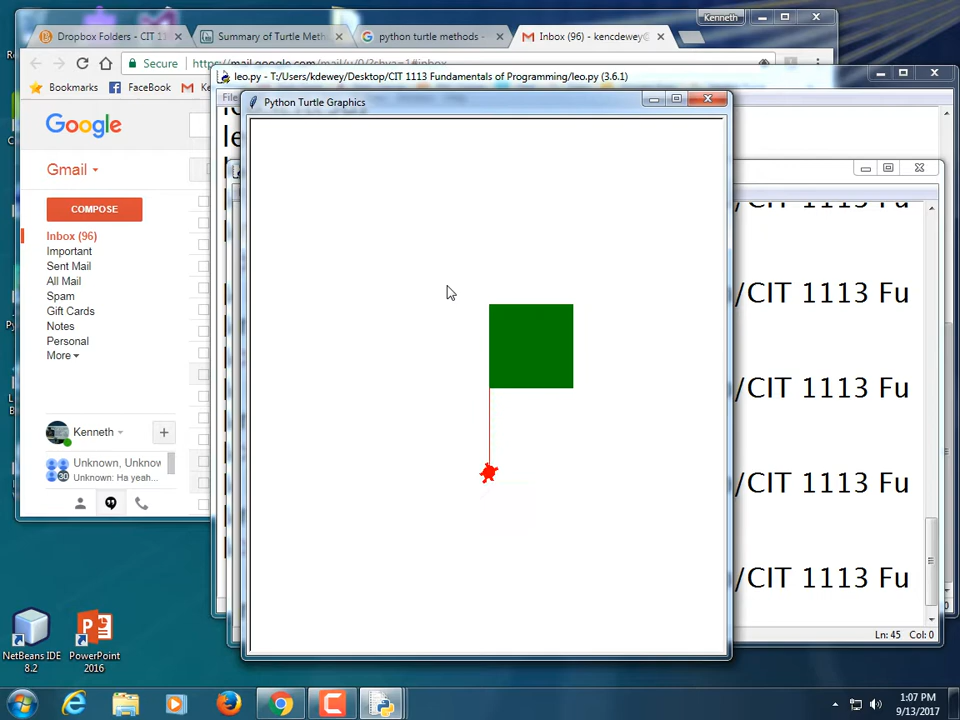 Kenneth
Dropbox Folders - CIT 11
Summary of Turtle Meth
python turtle methods -
Inbox (96) - kencdewey@
Secure
https://mail.google.com/mail/u/0/?shva=1#inbox
Bookmarks
Facebook
leo.py - T:/Users/kdewey/Desktop/CIT 1113 Fundamentals of Programming/leo.py (3.6.1)
Python Turtle Graphics
Google
Gmail
COMPOSE
Inbox (96)
Important
Sent Mail
All Mail
Spam
Gift Cards
Notes
Personal
More
Kenneth
Unknown, Unknow
Unknown: Ha yeah...
30
/CIT 1113 Fu
/CIT 1113 Fu
/CIT 1113 Fu
/CIT 1113 Fu
/CIT 1113 Fu
Ln: 45 Col: 0
NetBeans IDE
8.2
PowerPoint
2016
1:07 PM
9/13/2017